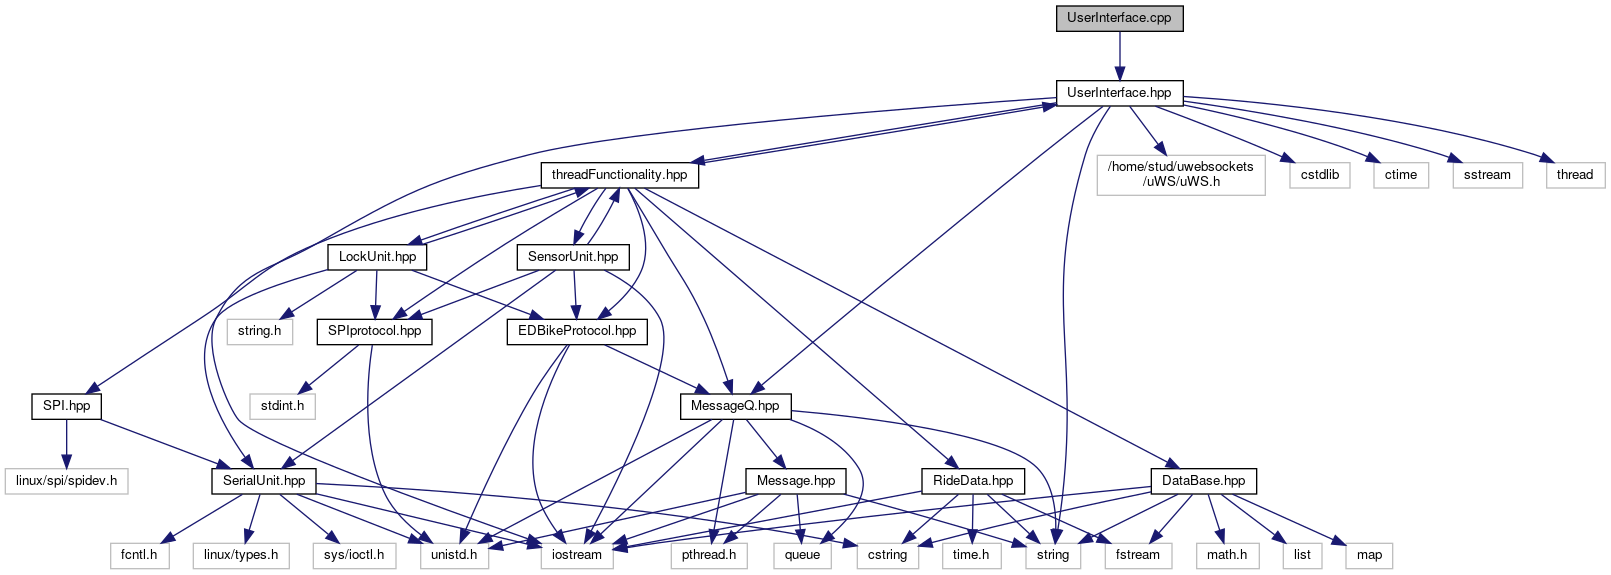 UserInterface.cpp
UserInterface.hpp
threadFunctionality.hpp
/home/stud/uwebsockets
/uWS/uWS.h
cstdlib
ctime
sstream
thread
LockUnit.hpp
SensorUnit.hpp
string.h
SPIprotocol.hpp
EDBikeProtocol.hpp
SPI.hpp
stdint.h
MessageQ.hpp
linux/spi/spidev.h
SerialUnit.hpp
Message.hpp
RideData.hpp
DataBase.hpp
fcntl.h
linux/types.h
sys/ioctl.h
unistd.h
iostream
pthread.h
queue
cstring
time.h
string
fstream
math.h
list
map